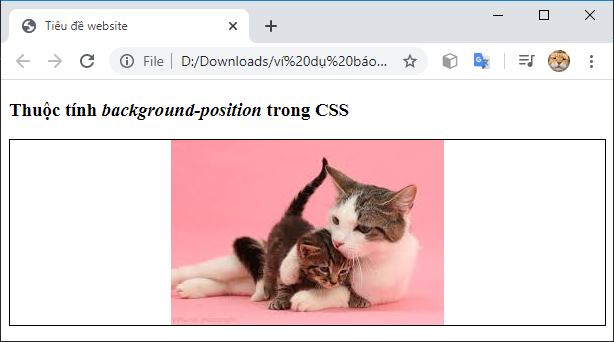 Tiêu đề website
File
D:/Downloads/ví%20dụ%20báo...
Thuộc tính background-position trong CSS